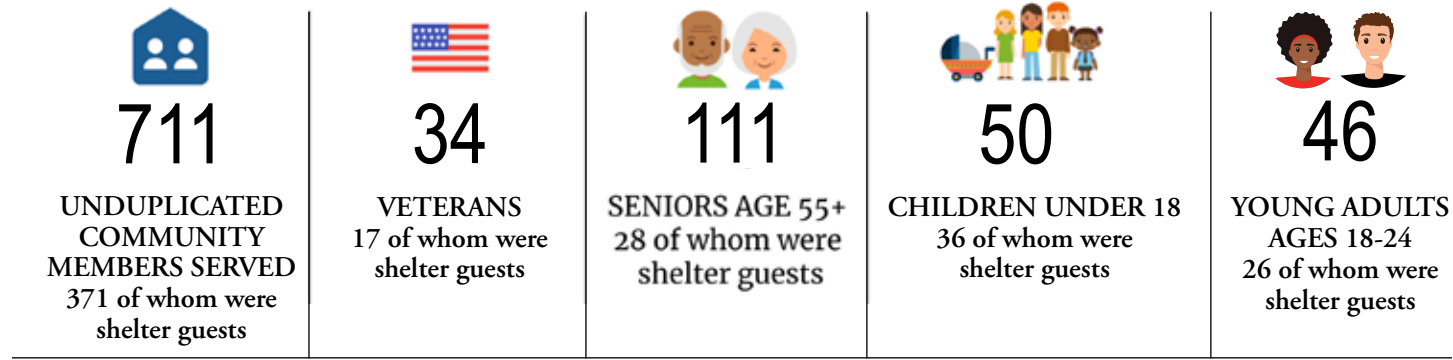 711
UNDUPLICATED
COMMUNITY
MEMBERS SERVED
371 of whom were
shelter guests
34
VETERANS
17 of whom were
shelter guests
111
SENIORS AGE 55+
28 of whom were
shelter guests
50
CHILDREN UNDER 18
36 of whom were
shelter guests
46
YOUNG ADULTS
AGES 18-24
26 of whom were
shelter guests